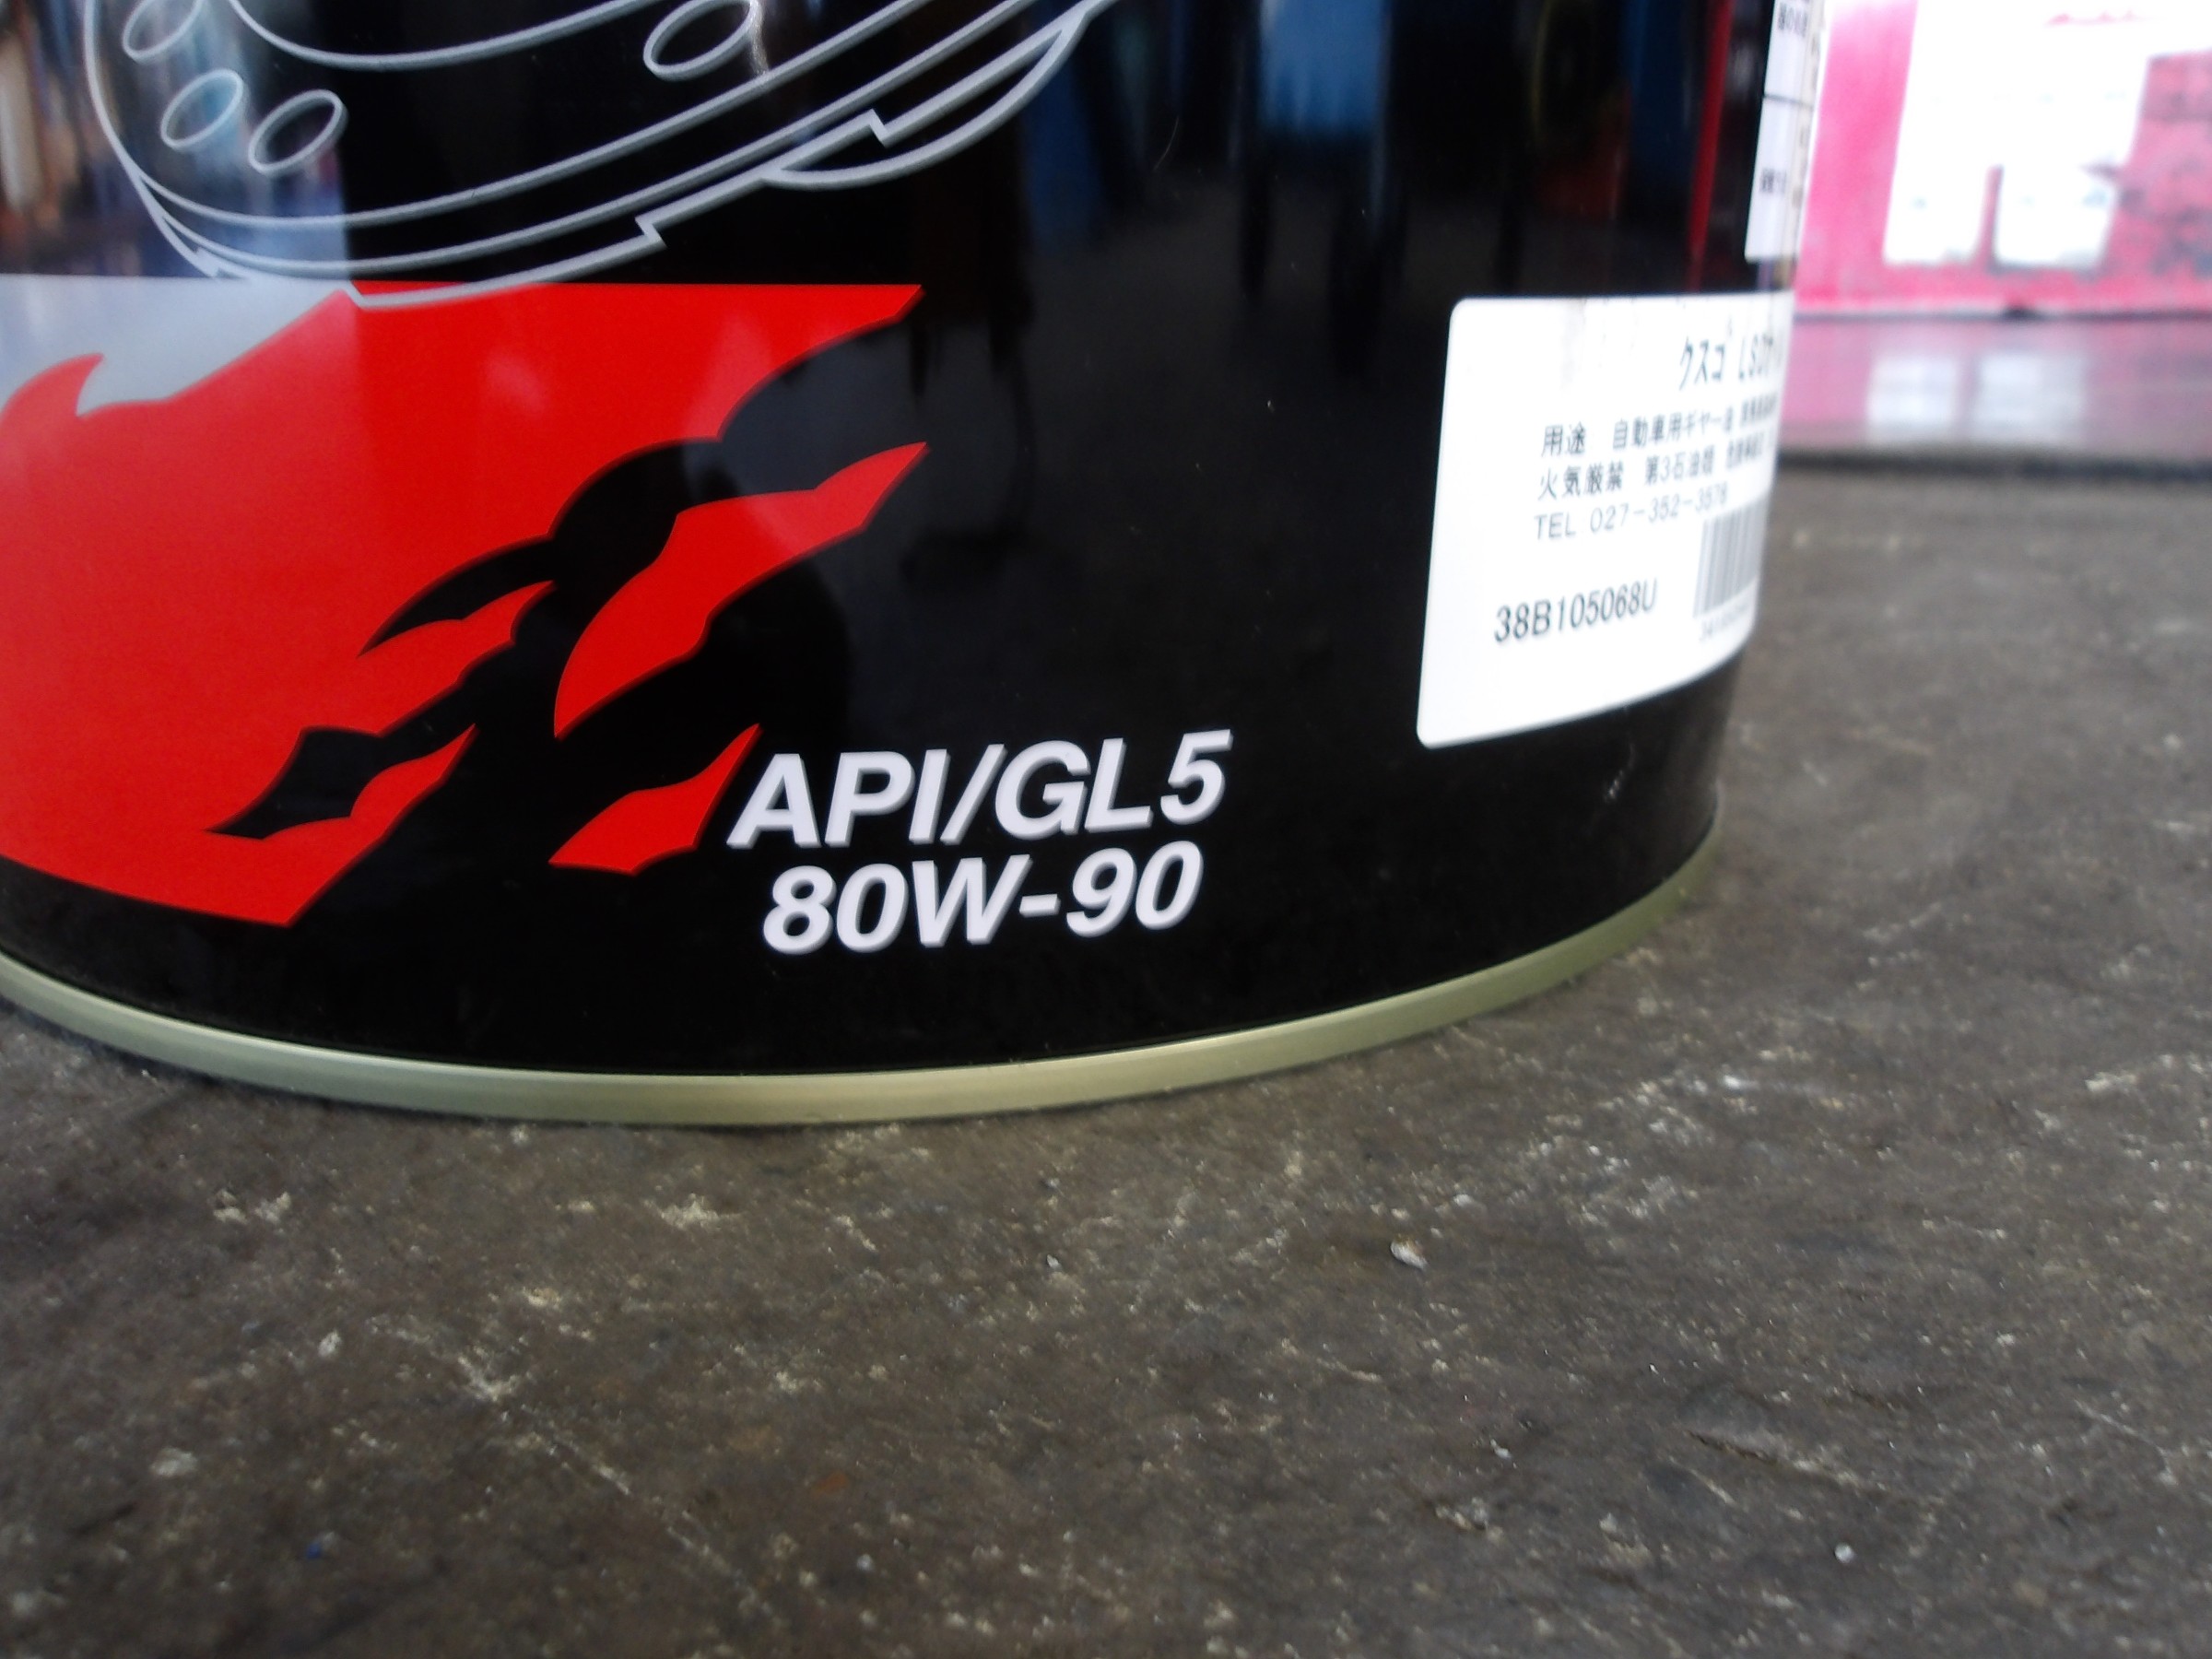 API/GL5
80W-90
クスコ LSD
用途 自動車用ギヤー油
火気厳禁 第3石油類
TEL 027-352-3578
38B105068U